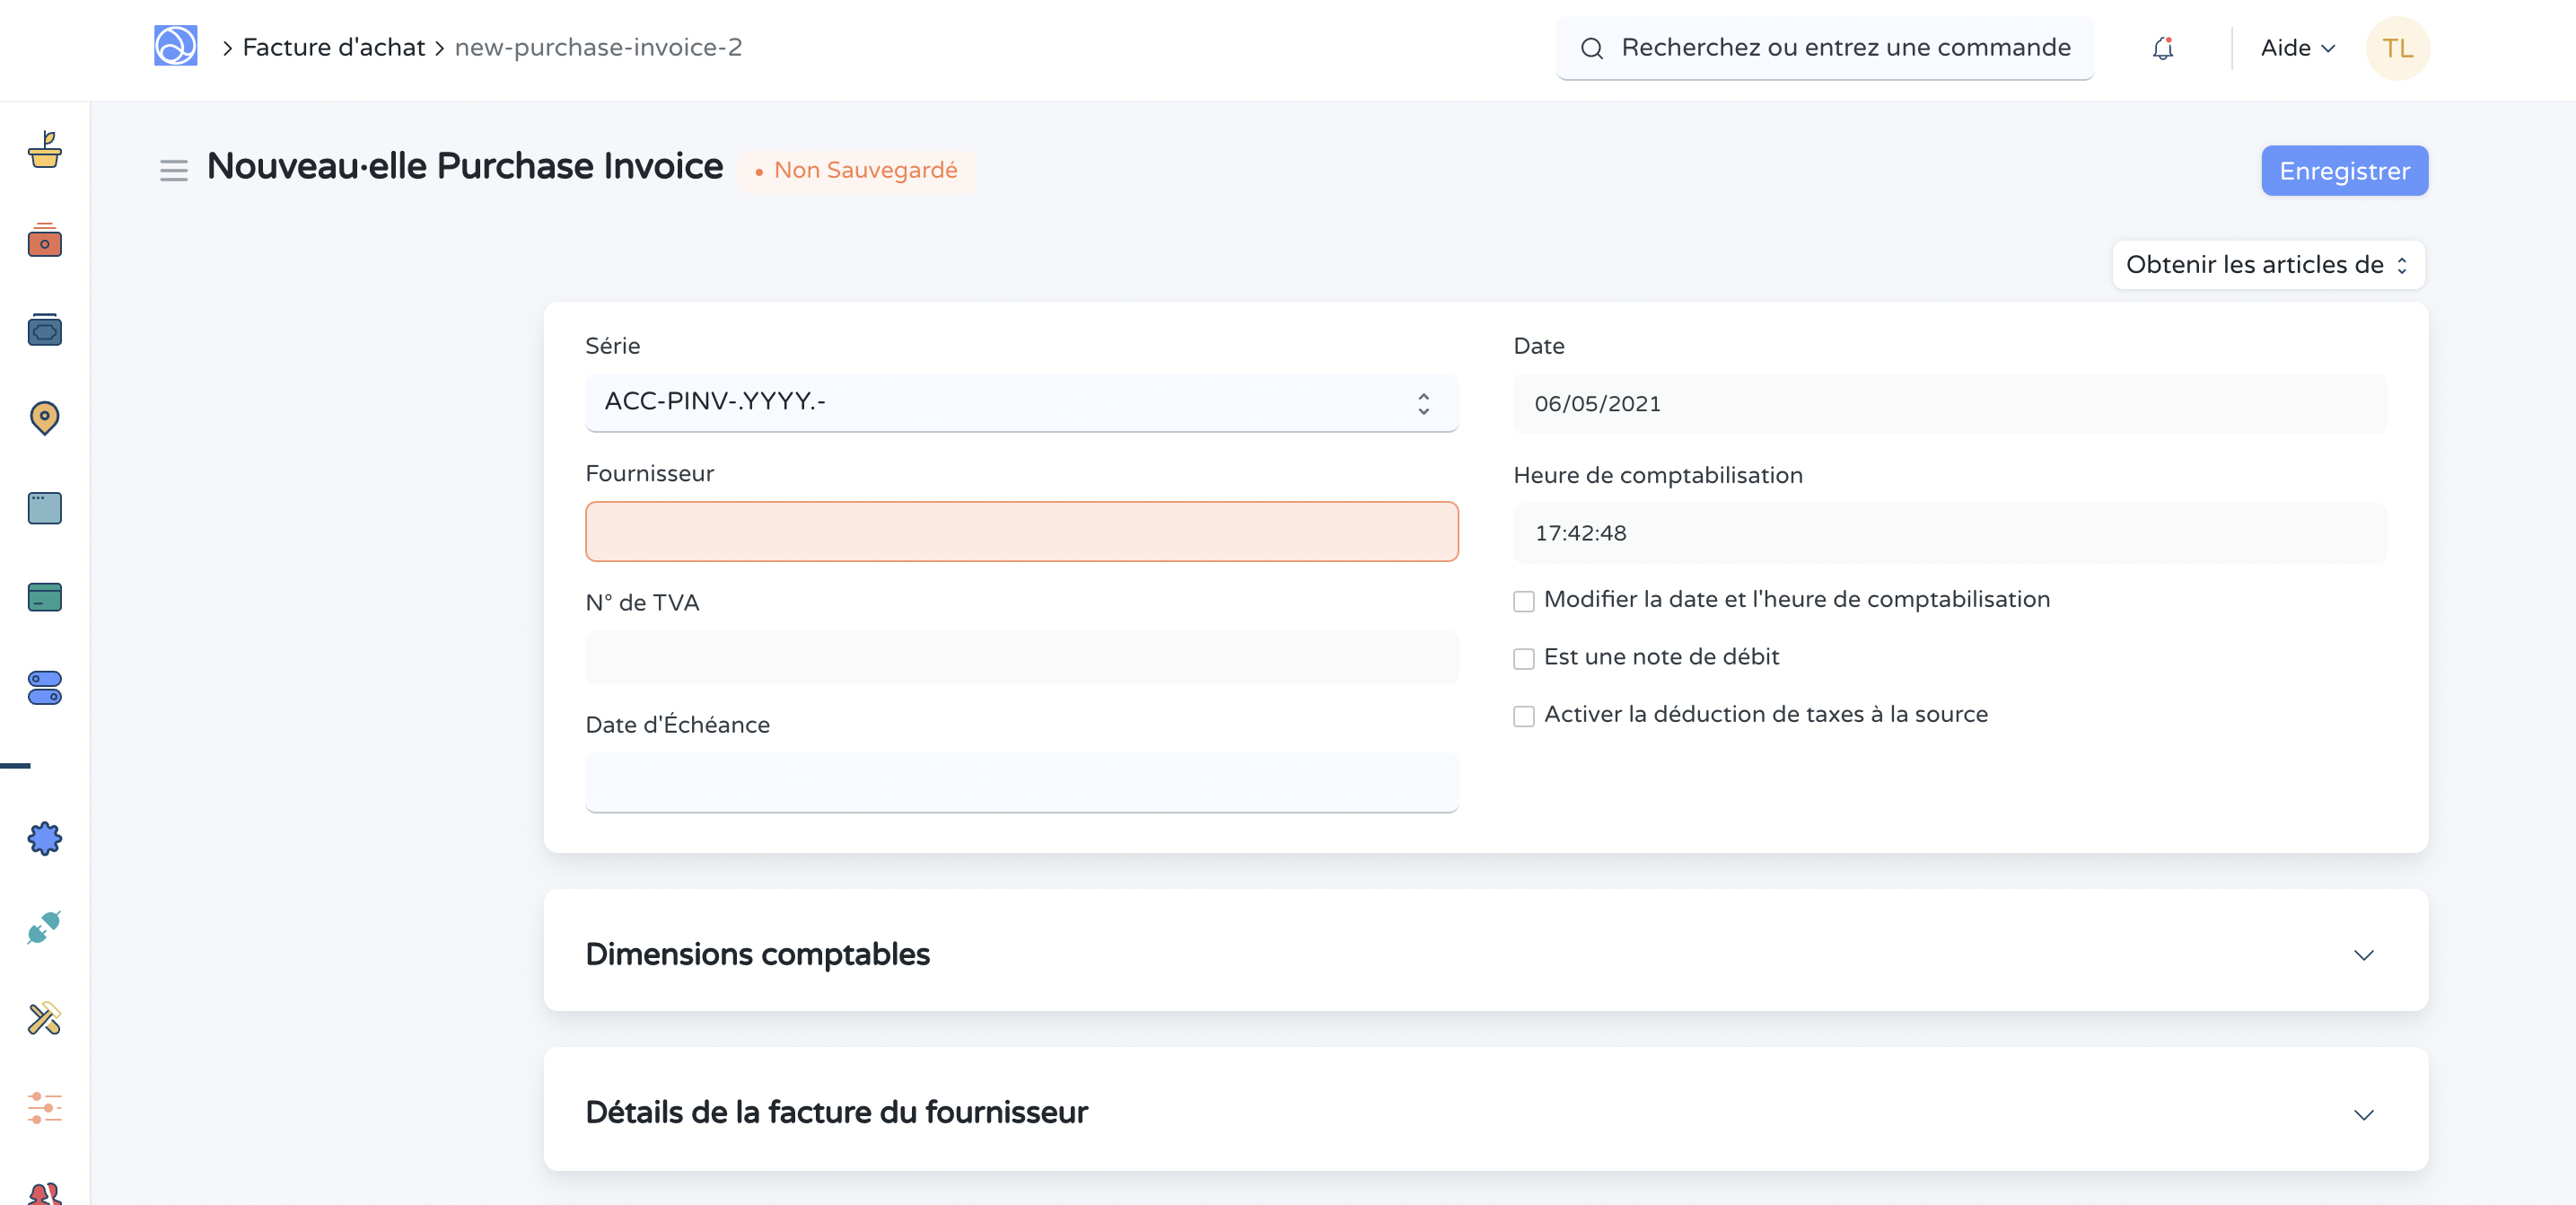 Facture d'achat
new-purchase-invoice-2
Recherchez ou entrez une commande
Aide
TL
Nouveau·elle Purchase Invoice
Non Sauvegardé
Enregistrer
Obtenir les articles de
Série
ACC-PINV-.YYYY.-
Fournisseur
N° de TVA
Date d'Échéance
Date
06/05/2021
Heure de comptabilisation
17:42:48
Modifier la date et l'heure de comptabilisation
Est une note de débit
Activer la déduction de taxes à la source
Dimensions comptables
Détails de la facture du fournisseur